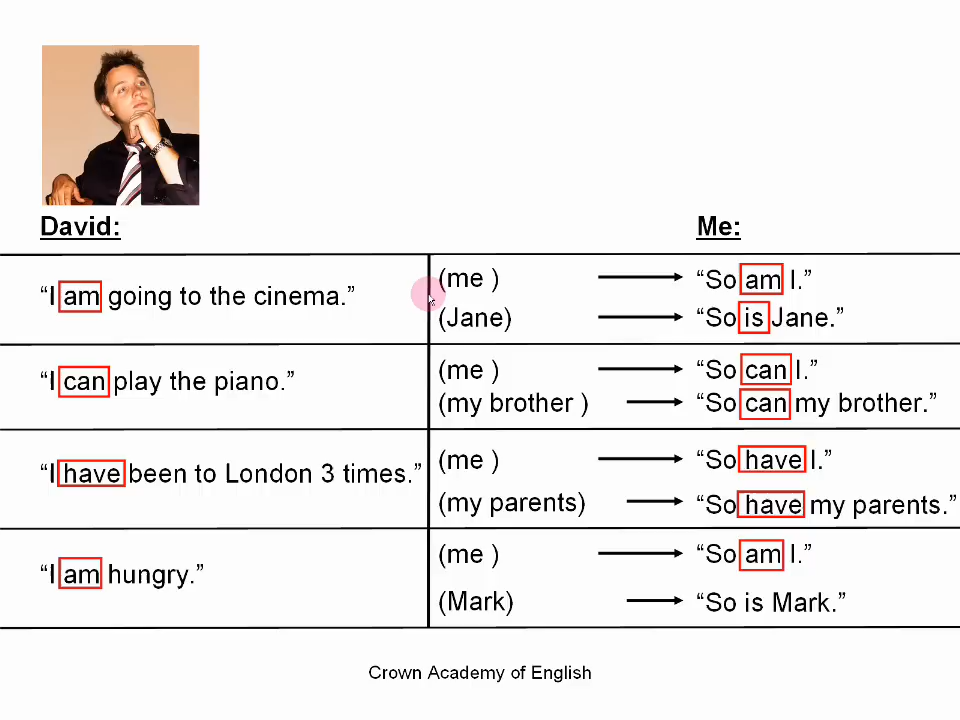 David: Me:
“I am going to the cinema.” (me ) “So am I.”
(Jane) “So is Jane.”
“I can play the piano.” (me ) “So can I.”
(my brother ) “So can my brother.”
“I have been to London 3 times.” (me ) “So have I.”
(my parents) “So have my parents.”
“I am hungry.” (me ) “So am I.”
(Mark) “So is Mark.”
Crown Academy of English